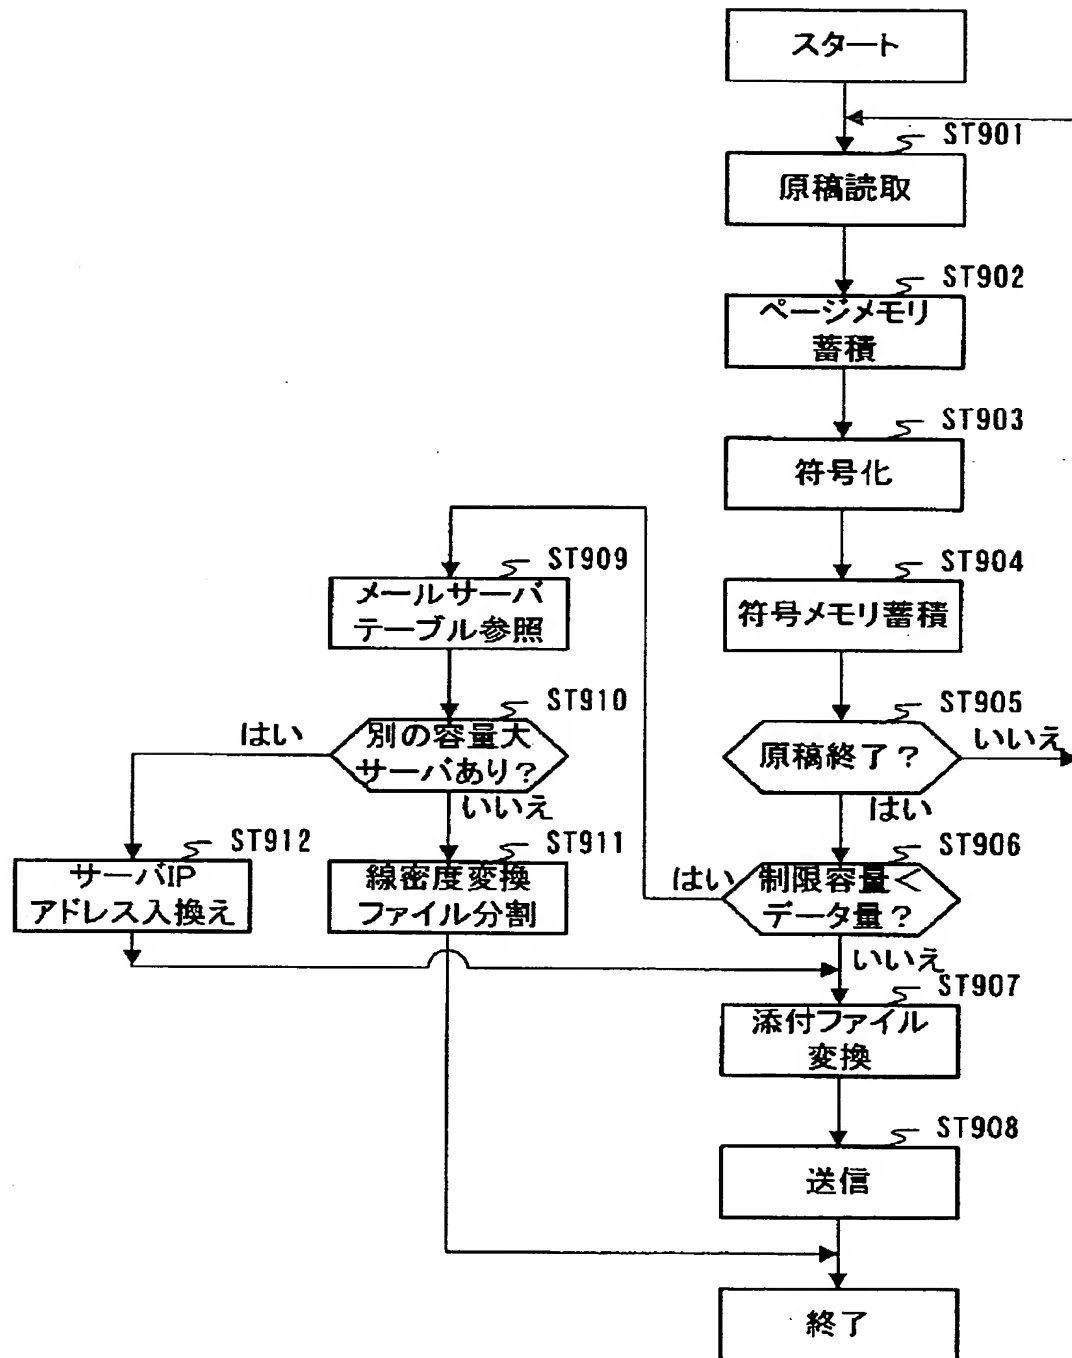 スタート
ST901
原稿読取
ST902
ページメモリ
蓄積
ST903
符号化
ST904
符号メモリ蓄積
ST905
原稿終了?
いいえ
はい
ST906
制限容量<
データ量?
はい
いいえ
ST909
メールサーバ
テーブル参照
ST910
別の容量大
サーバあり?
はい
いいえ
ST912
サーバIP
アドレス入換え
ST911
線密度変換
ファイル分割
ST907
添付ファイル
変換
ST908
送信
終了